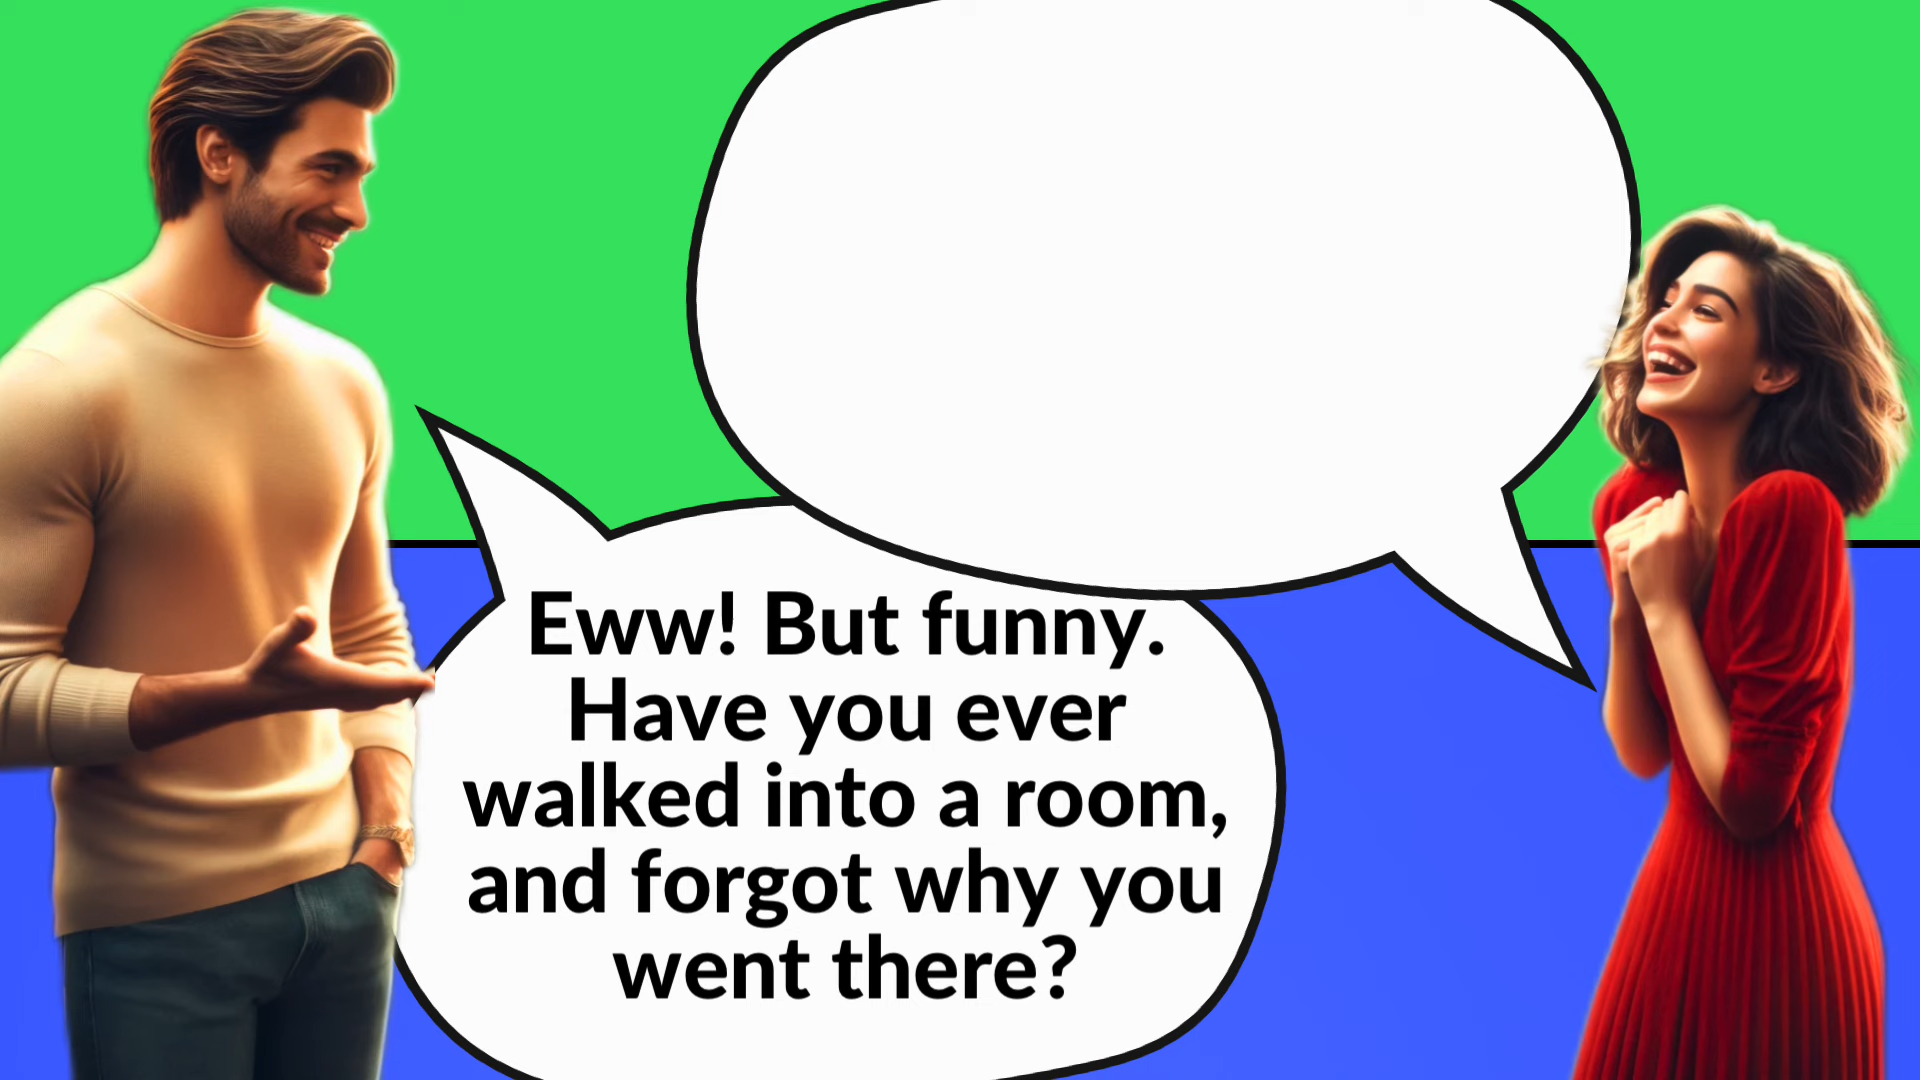 Eww! But funny.
Have you ever
walked into a room,
and forgot why you
went there?